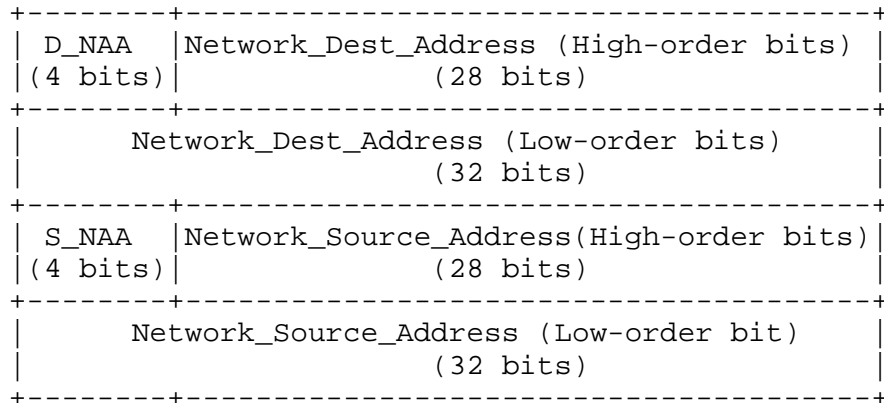 +--------+---------------------------------------+
| D_NAA  |Network_Dest_Address (High-order bits) |
|(4 bits)|              (28 bits)                |
+--------+---------------------------------------+
|      Network_Dest_Address (Low-order bits)     |
|                       (32 bits)                |
+--------+---------------------------------------+
| S_NAA  |Network_Source_Address(High-order bits)|
|(4 bits)|              (28 bits)                |
+--------+---------------------------------------+
|      Network_Source_Address (Low-order bit)    |
|                       (32 bits)                |
+--------+---------------------------------------+